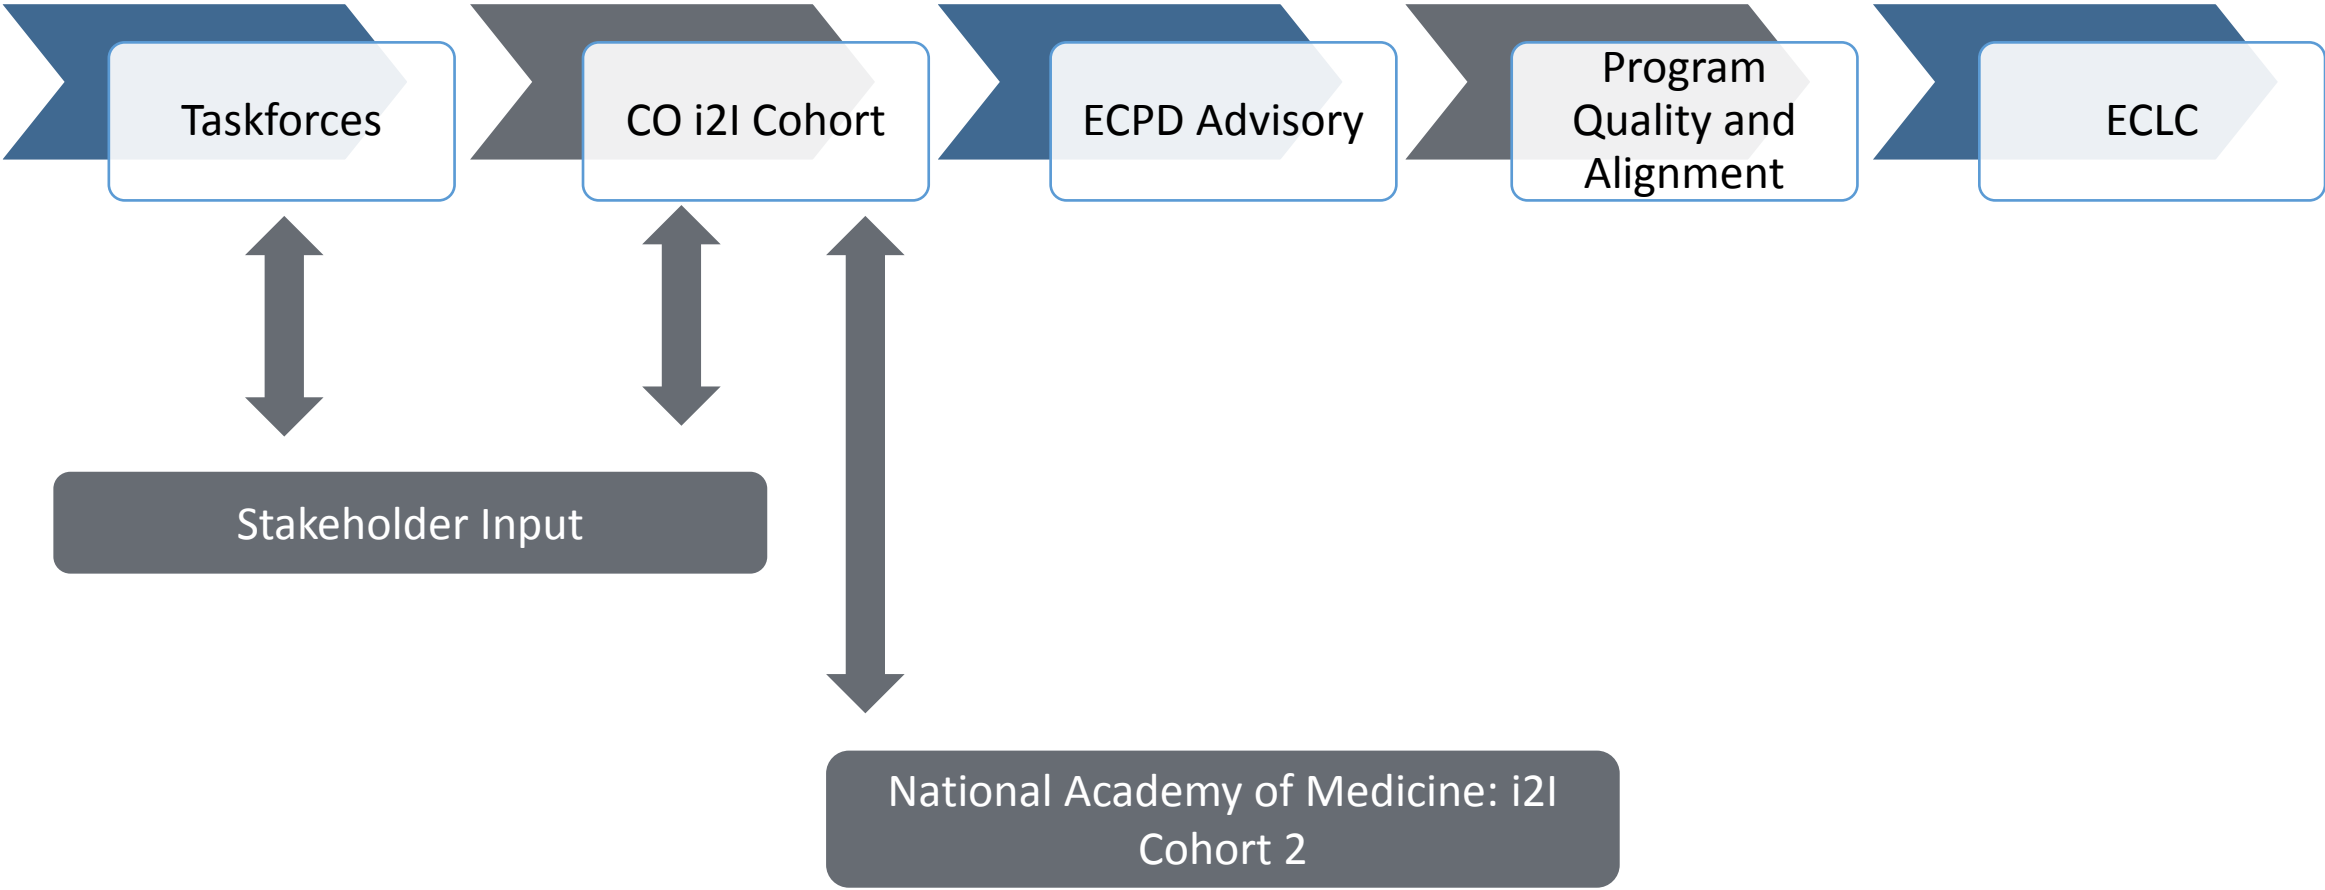 Taskforces
CO i2I Cohort
ECPD Advisory
Program
Quality and
Alignment
ECLC
Stakeholder Input
National Academy of Medicine: i2I
Cohort 2